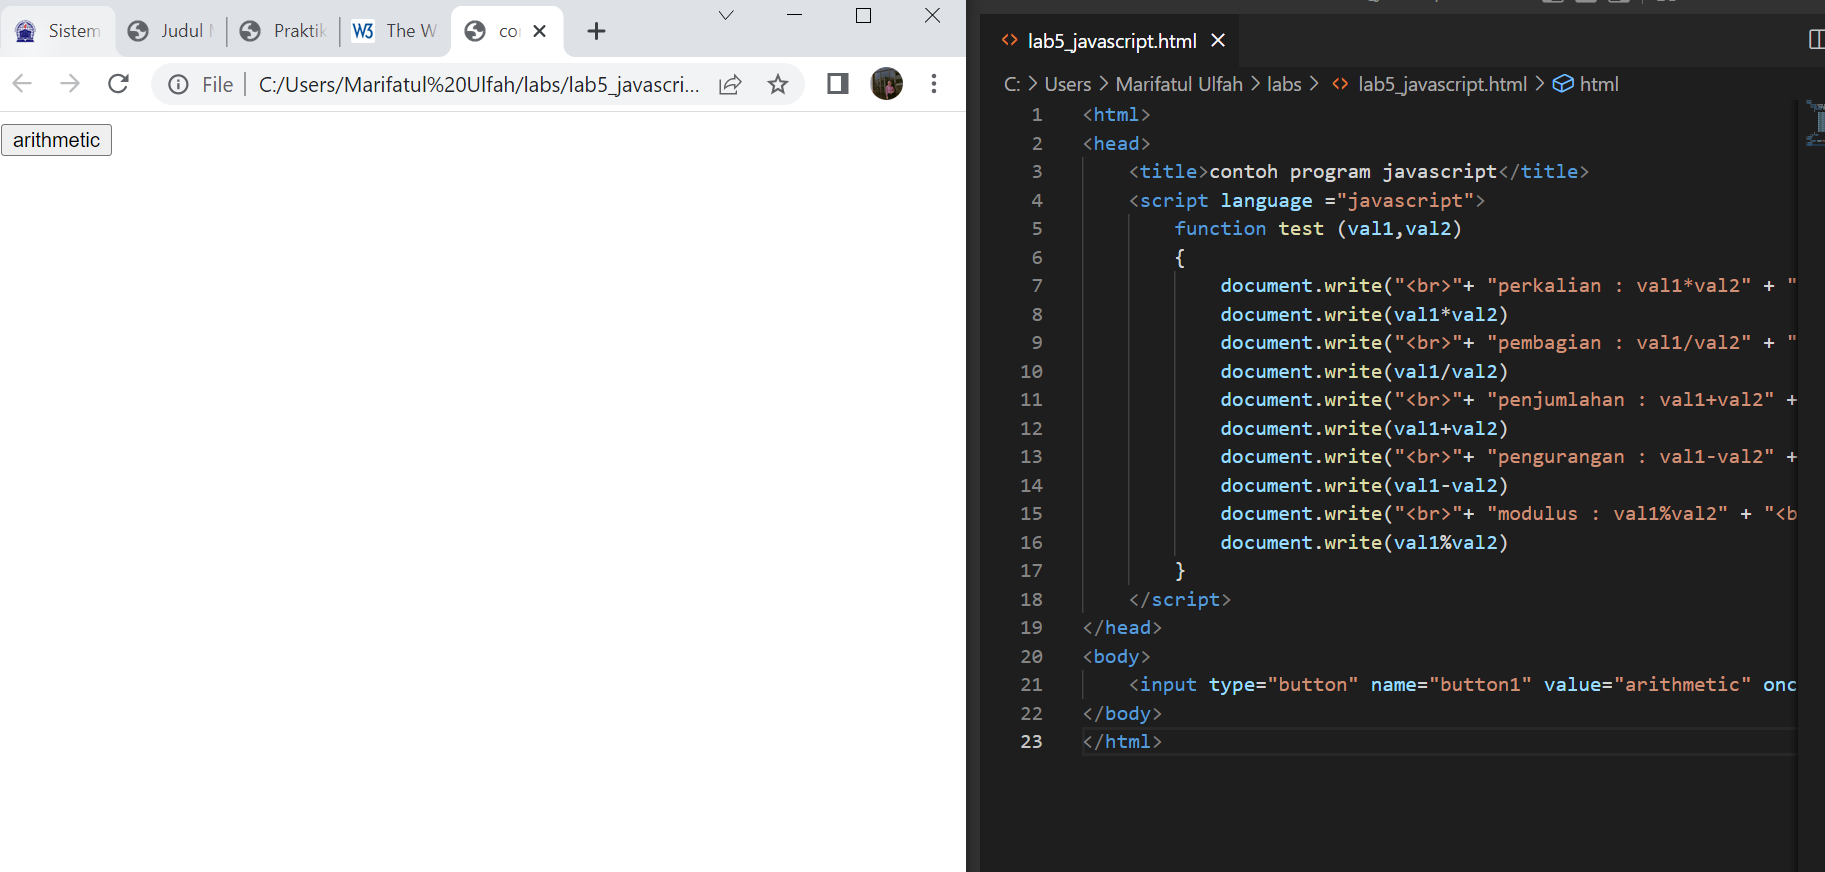 Sistem
Judul
Praktik
W3 The W
co
File C:/Users/Marifatul%20Ulfah/labs/lab5_javascri...
arithmetic
lab5_javascript.html
C: > Users > Marifatul Ulfah > labs > <> lab5_javascript.html > html
1 <html>
2 <head>
3 <title>contoh program javascript</title>
4 <script language ="javascript">
5 function test (val1,val2)
6 {
7 document.write("<br>"+ "perkalian : val1*val2" + "
8 document.write(val1*val2)
9 document.write("<br>"+ "pembagian : val1/val2" + "
10 document.write(val1/val2)
11 document.write("<br>"+ "penjumlahan : val1+val2" +
12 document.write(val1+val2)
13 document.write("<br>"+ "pengurangan : val1-val2" +
14 document.write(val1-val2)
15 document.write("<br>"+ "modulus : val1%val2" + "<b
16 document.write(val1%val2)
17 }
18 </script>
19 </head>
20 <body>
21 <input type="button" name="button1" value="arithmetic" onc
22 </body>
23 </html>